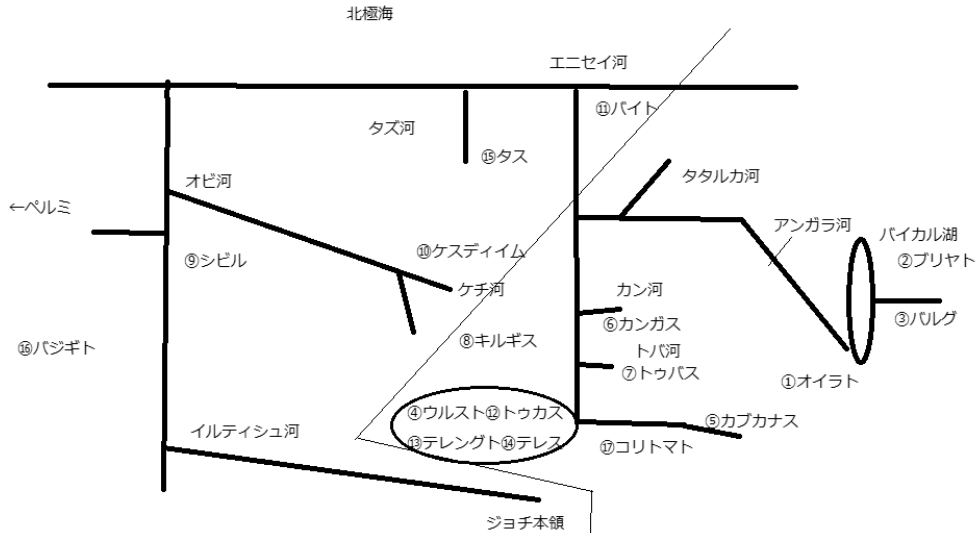 北極海
エニセイ河
⑪バイト
タズ河
⑮タス
タタルカ河
オビ河
←ペルミ
アンガラ河
バイカル湖
②ブリヤト
⑩ケスディイム
⑨シビル
ケチ河
カン河
⑥カンガス
③バルグ
⑯バジギト
⑧キルギス
トバ河
⑦トゥバス
①オイラト
④ウルスト⑫トゥカス
⑤カブカナス
イルティシュ河
⑬テレングト⑭テレス
⑰コリトマト
ジョチ本領